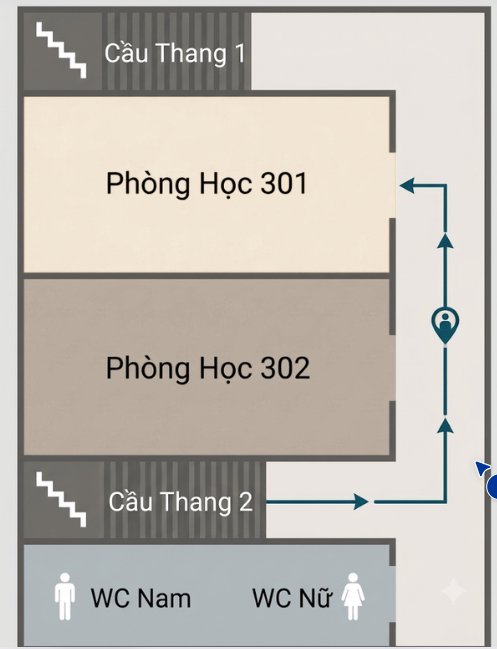 Cầu Thang 1
Phòng Học 301
Phòng Học 302
Cầu Thang 2
WC Nam
WC Nữ